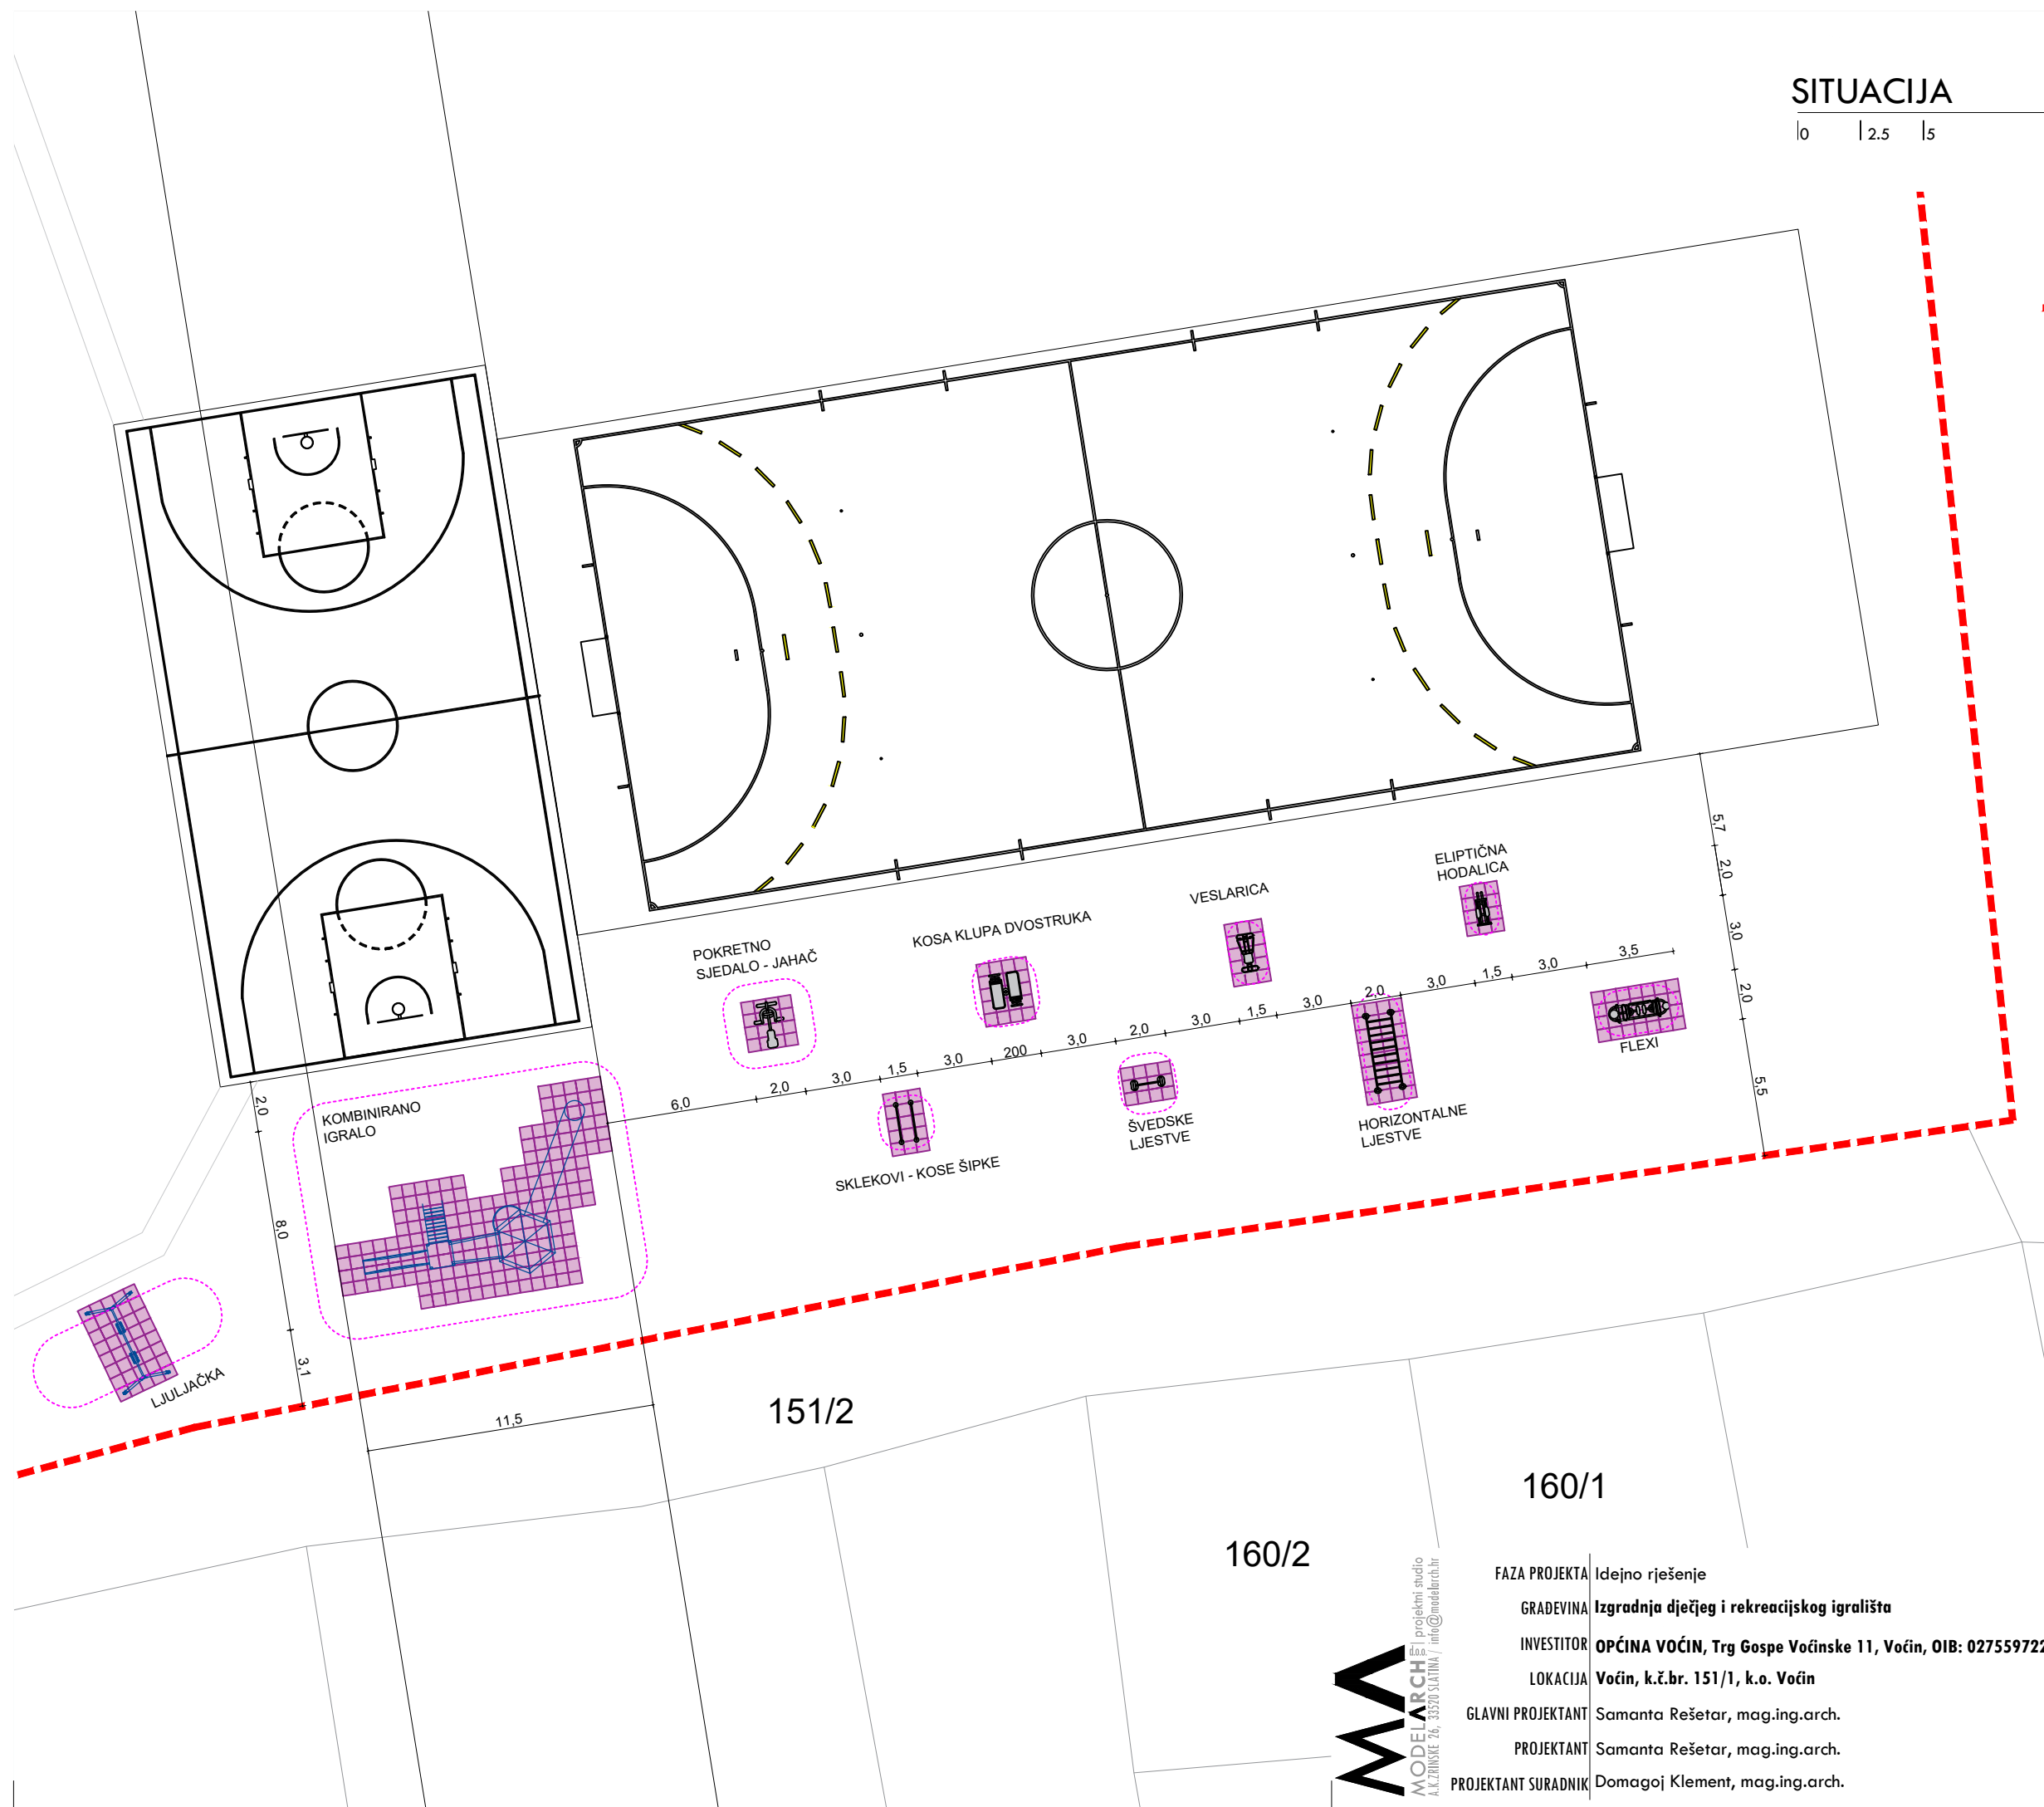 SITUACIJA
0 2.5 5
ELIPTIČNA
HODALICA
VESLARICA
KOSA KLUPA DVOSTRUKA
POKRETNO
SJEDALO - JAHAČ
5,7
2,0
3,0
2,0
5,5
6,0 2,0 3,0 1,5 3,0 200 3,0 2,0 3,0 1,5 3,0 2,0 3,0 1,5 3,0 3,5
FLEXI
HORIZONTALNE
LJESTVE
ŠVEDSKE
LJESTVE
SKLEKOVI - KOSE ŠIPKE
KOMBINIRANO
IGRALO
2,0
8,0
3,1
LJULJAČKA
11,5
151/2
160/1
160/2
MODELARCH d.o.o. | projektni studio
A.K.ZRINSKE 26, 33520 SLATINA / info@modelarch.hr
FAZA PROJEKTA Idejno rješenje
GRAĐEVINA Izgradnja dječjeg i rekreacijskog igrališta
INVESTITOR OPĆINA VOĆIN, Trg Gospe Voćinske 11, Voćin, OIB: 027559722
LOKACIJA Voćin, k.č.br. 151/1, k.o. Voćin
GLAVNI PROJEKTANT Samanta Rešetar, mag.ing.arch.
PROJEKTANT Samanta Rešetar, mag.ing.arch.
PROJEKTANT SURADNIK Domagoj Klement, mag.ing.arch.